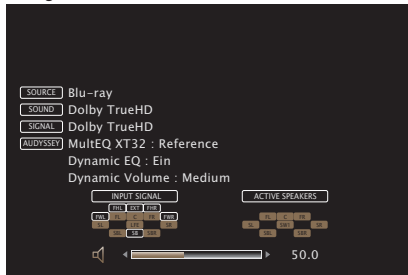 SOURCE Blu-ray
SOUND Dolby TrueHD
SIGNAL Dolby TrueHD
AUDYSSEY MultEQ XT32 : Reference
Dynamic EQ : Ein
Dynamic Volume : Medium
INPUT SIGNAL ACTIVE SPEAKERS
FHL EXT FHR
FWL FL C FR FWR FL C FR
SL LFE SR SL SW1 SR
SBL SB SBR SBL SBR
50.0